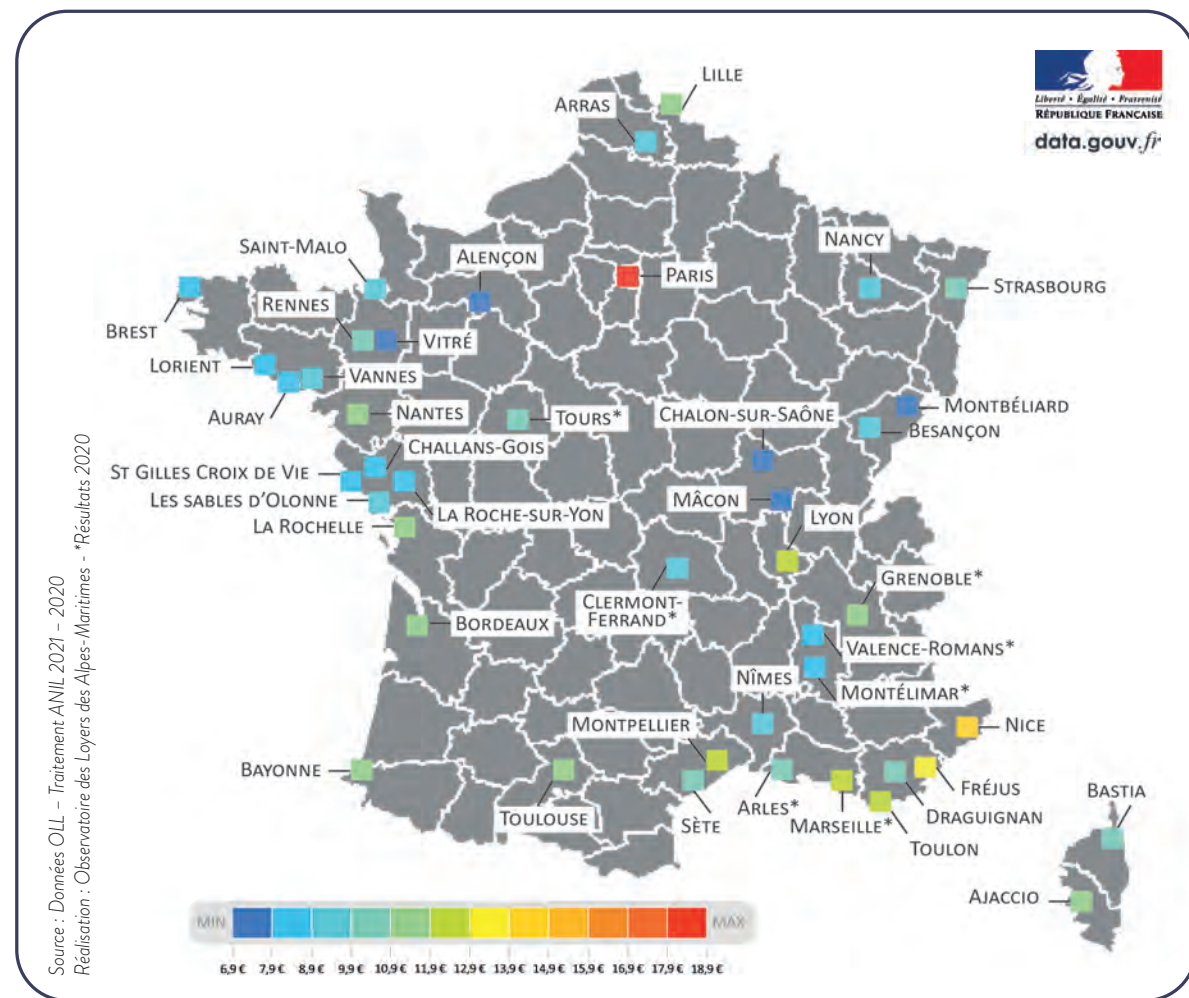 Liberté • Égalité • Fraternité
RÉPUBLIQUE FRANÇAISE
data.gouv.fr
LILLE
ARRAS
SAINT-MALO
ALENÇON
NANCY
PARIS
STRASBOURG
RENNES
BREST
VITRÉ
LORIENT
VANNES
AURAY
NANTES
TOURS*
CHALON-SUR-SAÔNE
MONTBÉLIARD
BESANÇON
CHALLANS-GOIS
ST GILLES CROIX DE VIE
LES SABLES D'OLONNE
LA ROCHE-SUR-YON
MÂCON
LYON
LA ROCHELLE
GRENOBLE*
CLERMONT-
FERRAND*
BORDEAUX
VALENCE-ROMANS*
NÎMES
MONTÉLIMAR*
MONTPELLIER
NICE
BAYONNE
TOULOUSE
SÈTE
ARLES*
MARSEILLE*
FRÉJUS
DRAGUIGNAN
TOULON
BASTIA
AJACCIO
MIN
MAX
6,9 € 7,9 € 8,9 € 9,9 € 10,9 € 11,9 € 12,9 € 13,9 € 14,9 € 15,9 € 16,9 € 17,9 € 18,9 €
Source : Données OLL – Traitement ANIL 2021 – 2020
Réalisation : Observatoire des Loyers des Alpes-Maritimes - *Résultats 2020